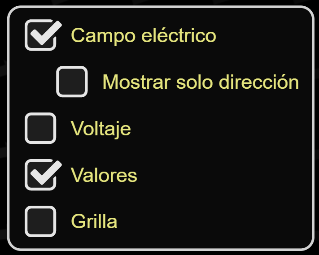 Campo eléctrico
Mostrar solo dirección
Voltaje
Valores
Grilla